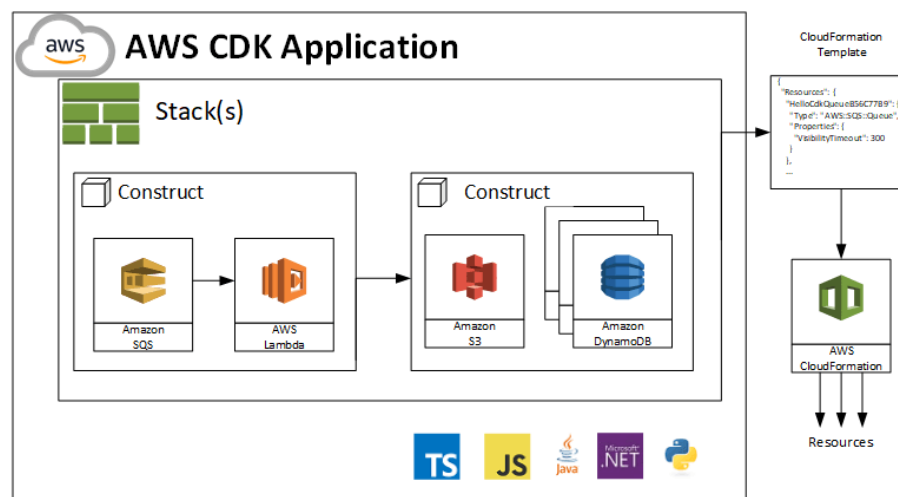 aws
AWS CDK Application
Stack(s)
Construct
Amazon
SQS
AWS
Lambda
Construct
Amazon
S3
Amazon
DynamoDB
TS
JS
Java
Microsoft
.NET
CloudFormation
Template
{
"Resources": {
"HelloCdkQueueB56C77B9": {
"Type": "AWS::SQS::Queue",
"Properties": {
"VisibilityTimeout": 300
}
},
...
AWS
CloudFormation
Resources